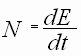 N = dE/dt